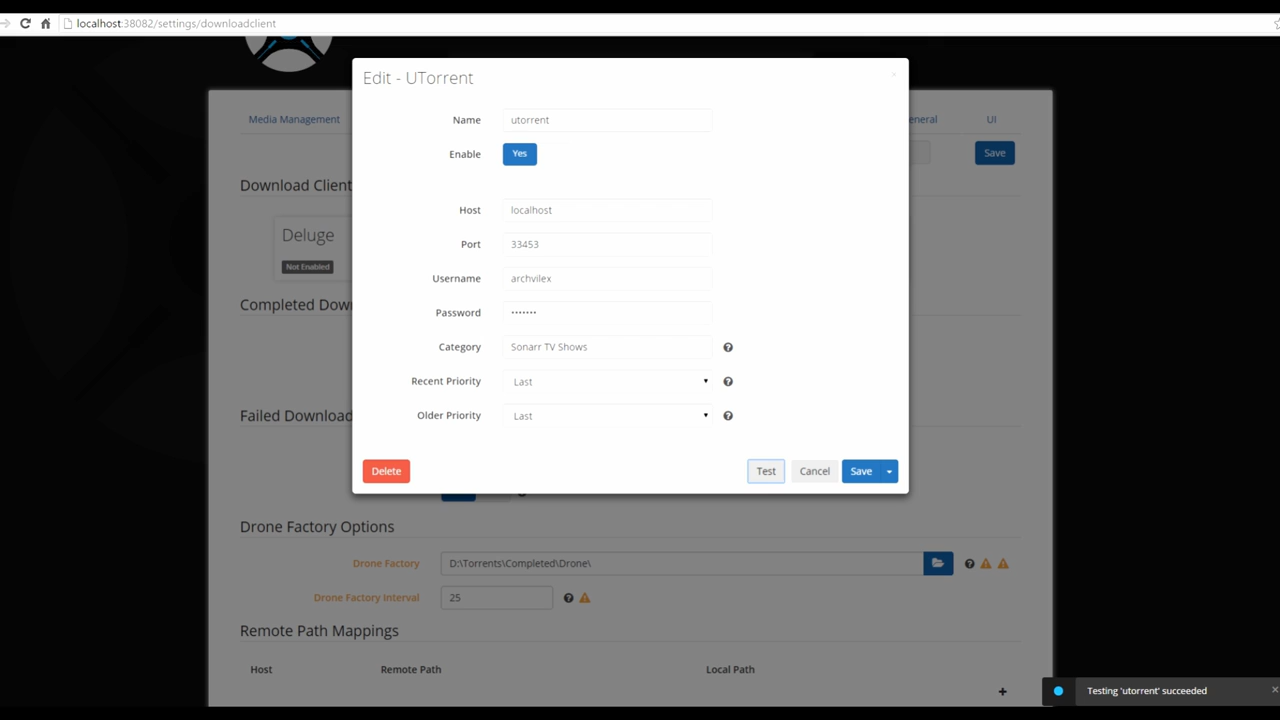 localhost:38082/settings/downloadclient
Edit - UTorrent
×
Media Management
eneral
UI
Name
utorrent
Enable
Yes
Save
Download Client
Host
localhost
Deluge
Port
33453
Not Enabled
Username
archvilex
Completed Dow
Password
•••••••
Category
Sonarr TV Shows
Recent Priority
Last
Failed Download
Older Priority
Last
Delete
Test
Cancel
Save
Drone Factory Options
Drone Factory
D:\Torrents\Completed\Drone\
Drone Factory Interval
25
Remote Path Mappings
Host
Remote Path
Local Path
Testing 'utorrent' succeeded